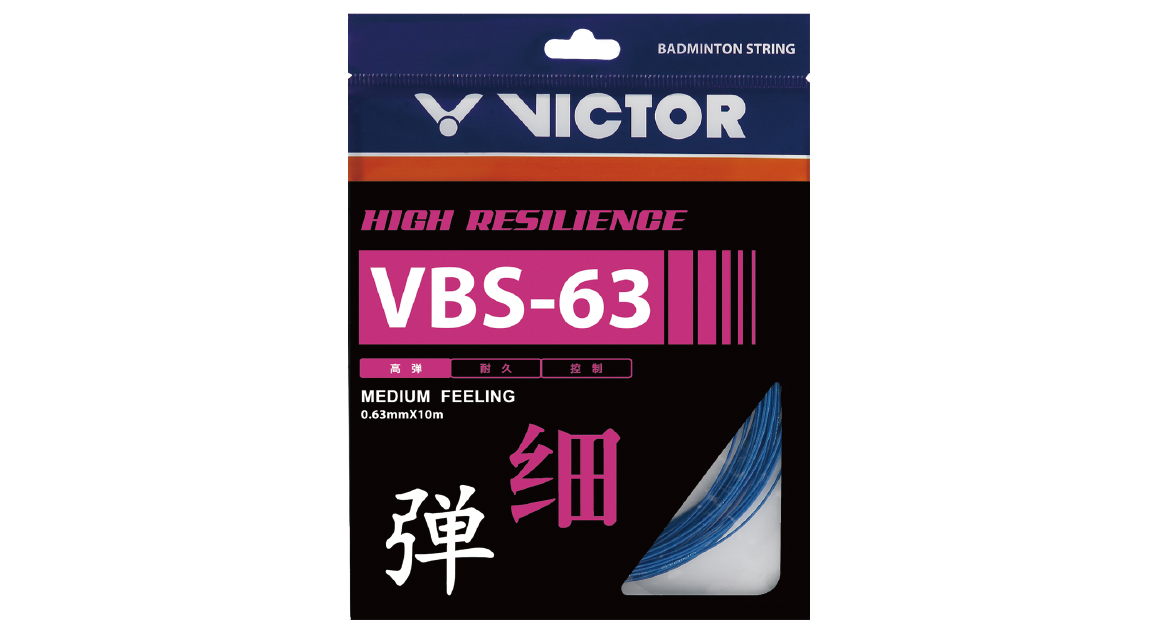 BADMINTON STRING
VICTOR
HIGH RESILIENCE
VBS-63
高弹 耐久 控制
MEDIUM FEELING
0.63mmX10m
细
弹